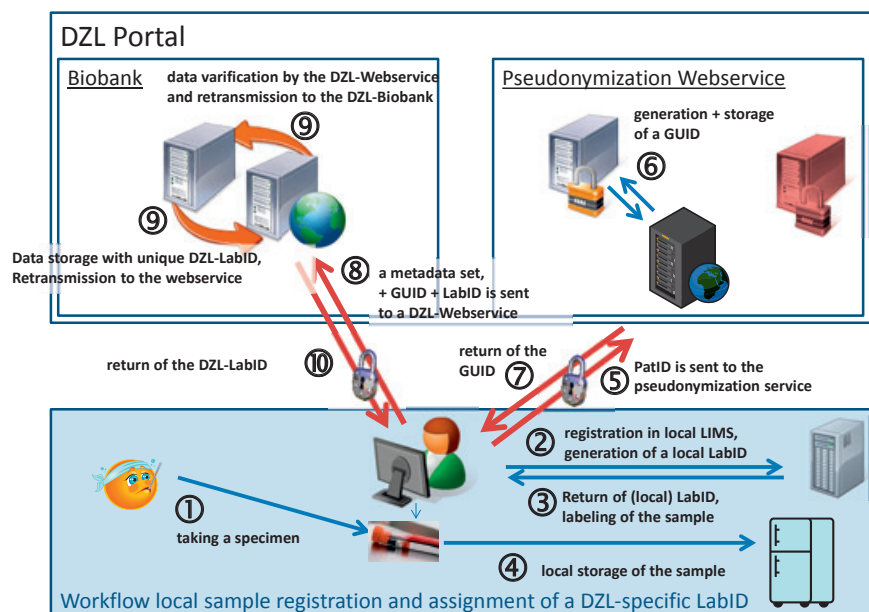 DZL Portal
Biobank
data varification by the DZL-Webservice
and retransmission to the DZL-Biobank
⑨
⑨
Data storage with unique DZL-LabID,
Retransmission to the webservice
Pseudonymization Webservice
generation + storage
of a GUID
⑥
⑧
a metadata set,
+ GUID + LabID is sent
to a DZL-Webservice
return of the DZL-LabID
⑩
return of the
GUID
⑦
⑤
PatID is sent to the
pseudonymization service
②
registration in local LIMS,
generation of a local LabID
③
Return of (local) LabID,
labeling of the sample
①
taking a specimen
④
local storage of the sample
Workflow local sample registration and assignment of a DZL-specific LabID